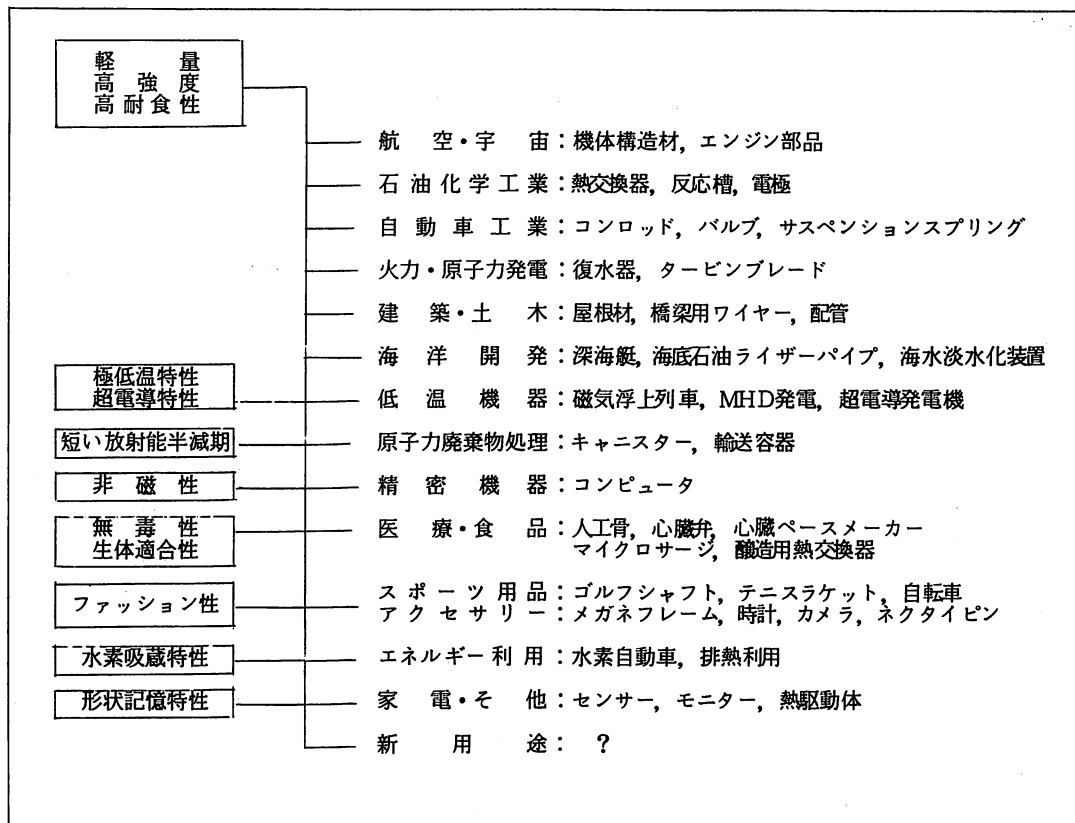 軽量
高強度
高耐食性
航空・宇宙：機体構造材，エンジン部品
石油化学工業：熱交換器，反応槽，電極
自動車工業：コンロッド，バルブ，サスペンションスプリング
火力・原子力発電：復水器，タービンブレード
建築・土木：屋根材，橋梁用ワイヤー，配管
海洋開発：深海艇，海底石油ライザーパイプ，海水淡水化装置
極低温特性
超電導特性
低温機器：磁気浮上列車，MHD発電，超電導発電機
短い放射能半減期
原子力廃棄物処理：キャニスター，輸送容器
非磁性
精密機器：コンピュータ
無毒性
生体適合性
医療・食品：人工骨，心臓弁，心臓ペースメーカー
マイクロサージ，醸造用熱交換器
ファッション性
スポーツ用品：ゴルフシャフト，テニスラケット，自転車
アクセサリー：メガネフレーム，時計，カメラ，ネクタイピン
水素吸蔵特性
エネルギー利用：水素自動車，排熱利用
形状記憶特性
家電・その他：センサー，モニター，熱駆動体
新用途：？